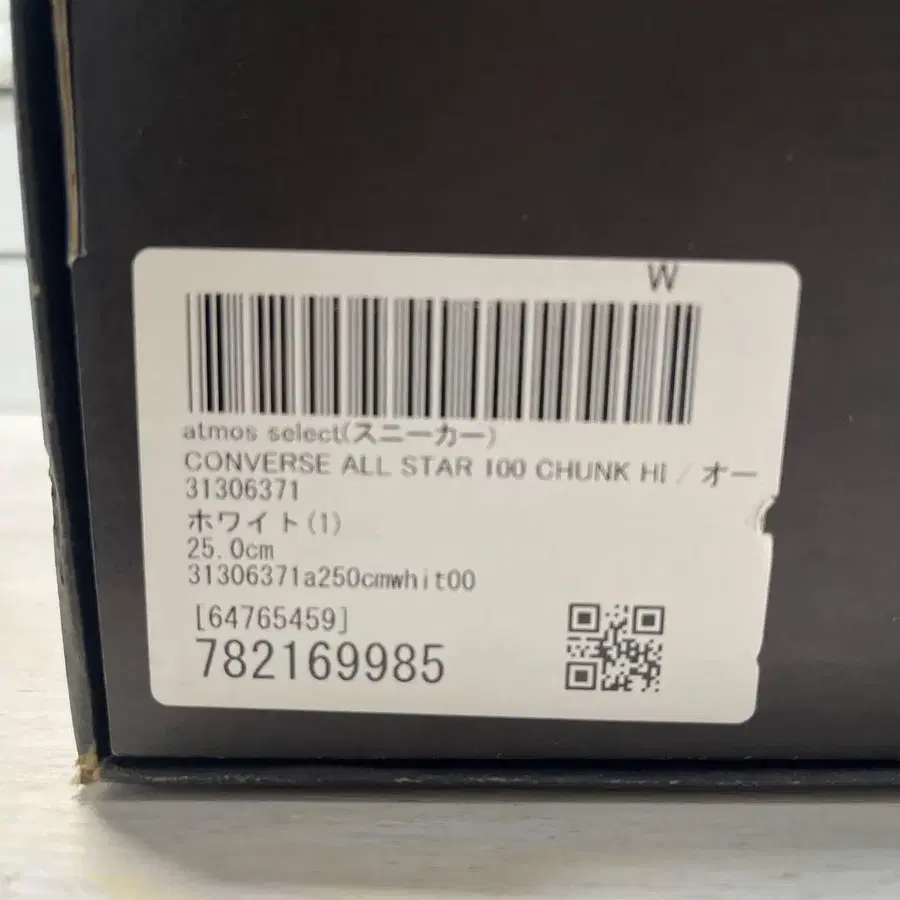 W
atmos select(スニーカー)
CONVERSE ALL STAR 100 CHUNK HI / オー
31306371
ホワイト(1)
25.0cm
31306371a250cmwhit00
[64765459]
782169985